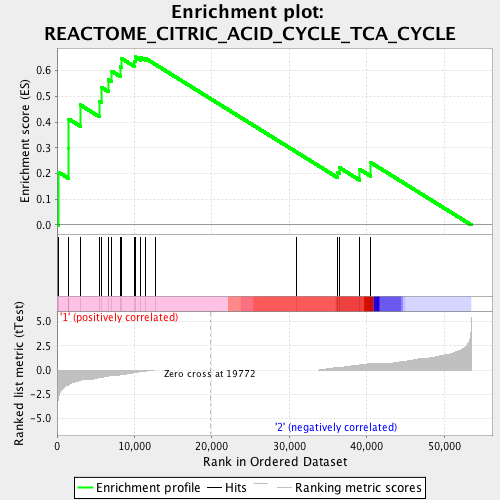 Enrichment plot:
REACTOME_CITRIC_ACID_CYCLE_TCA_CYCLE
Enrichment score (ES)
0.6
0.5
0.4
0.3
0.2
0.1
0.0
'1' (positively correlated)
5.0
2.5
0.0
-2.5
-5.0
Zero cross at 19772
'2' (negatively correlated)
Ranked list metric (tTest)
0
10,000
20,000
30,000
40,000
50,000
Rank in Ordered Dataset
Enrichment profile
Hits
Ranking metric scores